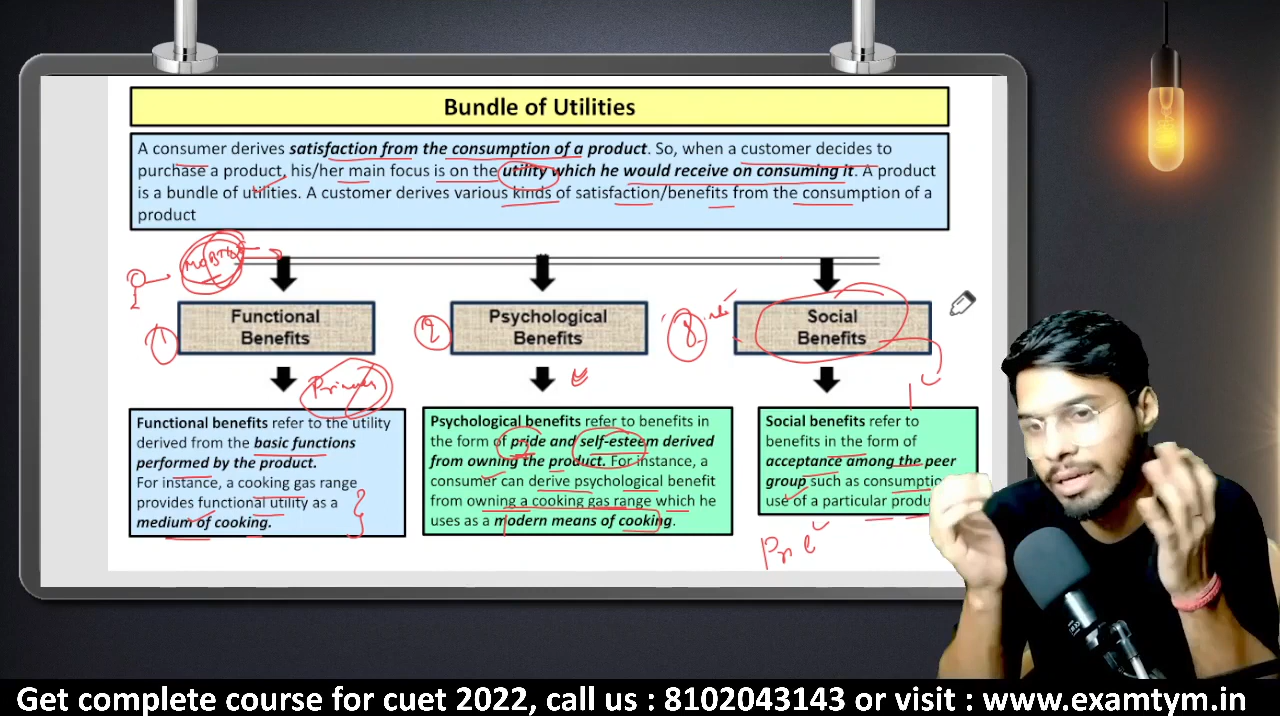 Bundle of Utilities
A consumer derives satisfaction from the consumption of a product. So, when a customer decides to
purchase a product, his/her main focus is on the utility which he would receive on consuming it. A product
is a bundle of utilities. A customer derives various kinds of satisfaction/benefits from the consumption of a
product
Functional
Benefits
Psychological
Benefits
Social
Benefits
Functional benefits refer to the utility
derived from the basic functions
performed by the product.
For instance, a cooking gas range
provides functional utility as a
medium of cooking.
Psychological benefits refer to benefits in
the form of pride and self-esteem derived
from owning the product. For instance, a
consumer can derive psychological benefit
from owning a cooking gas range which he
uses as a modern means of cooking.
Social benefits refer to
benefits in the form of
acceptance among the peer
group such as consumptio
use of a particular produ
Get complete course for cuet 2022, call us : 8102043143 or visit : www.examtym.in